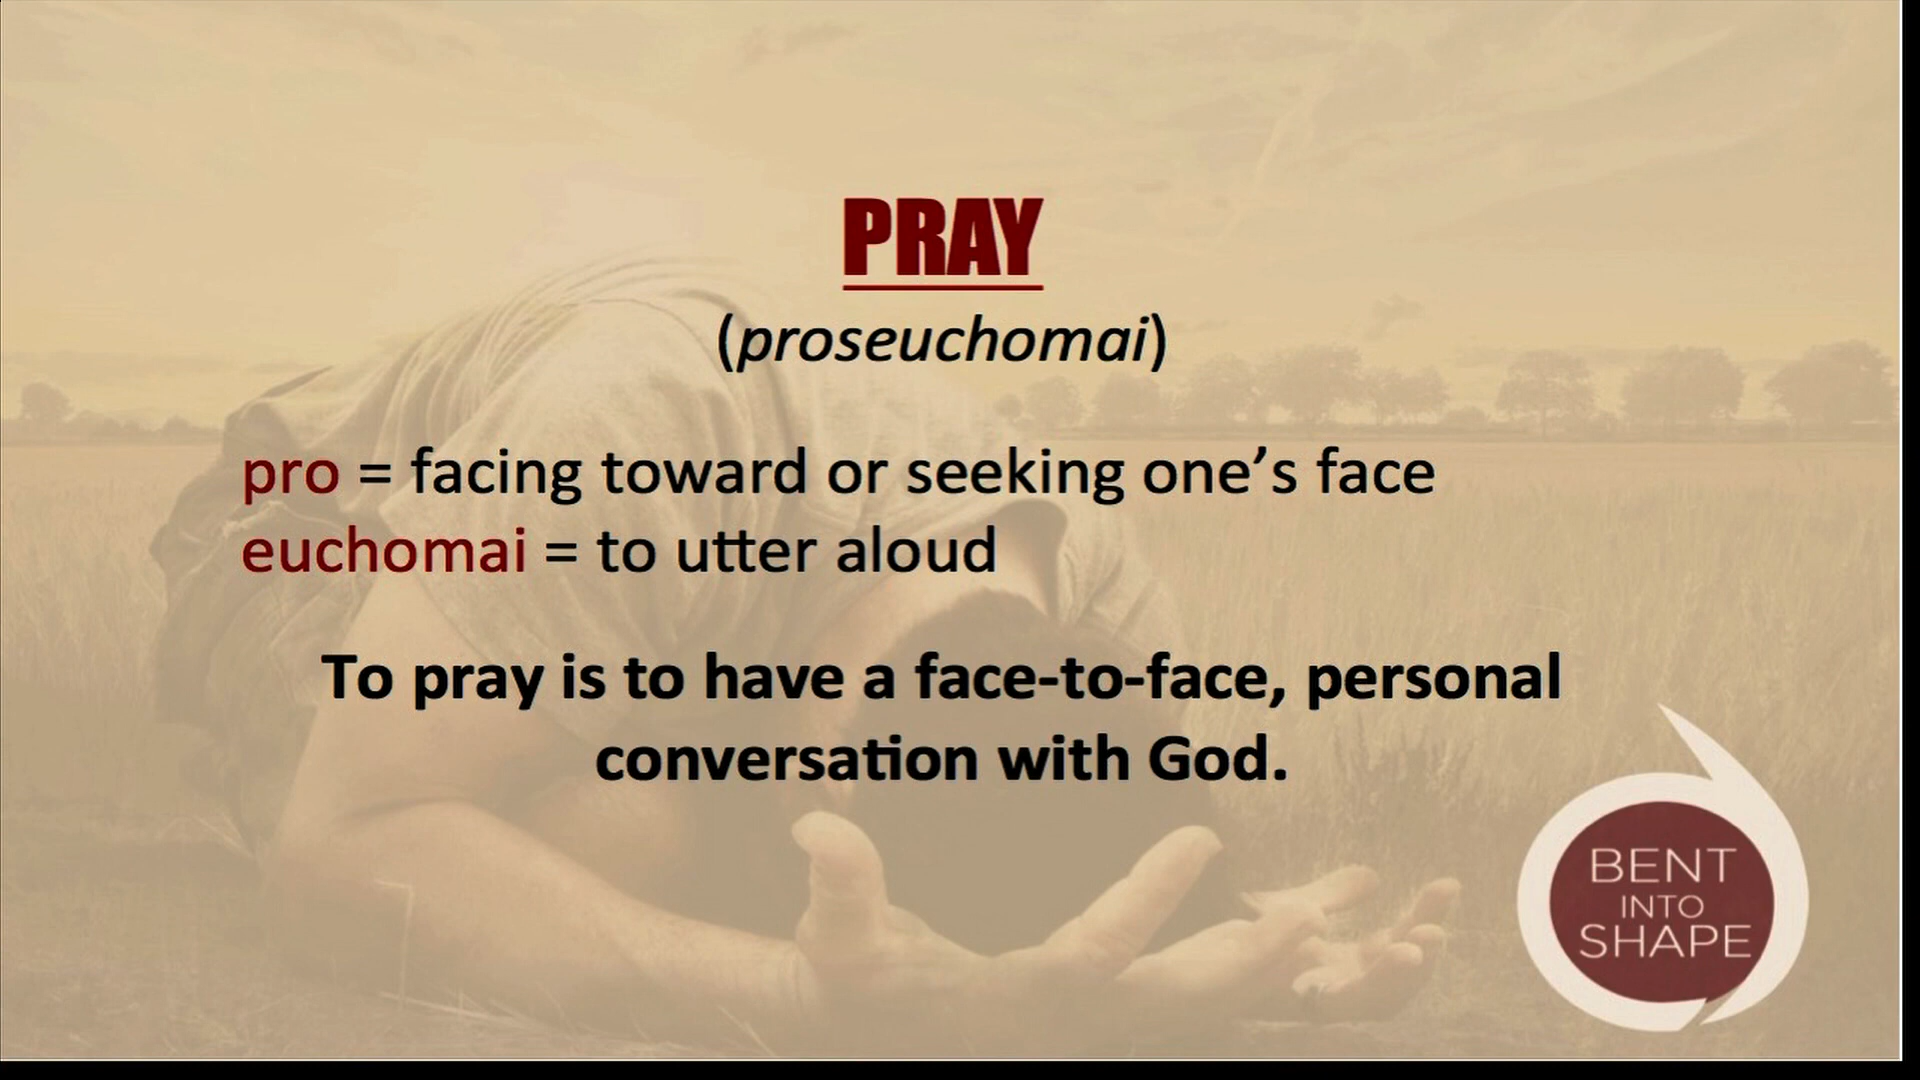 PRAY
(proseuchomai)
pro = facing toward or seeking one’s face
euchomai = to utter aloud
To pray is to have a face-to-face, personal
conversation with God.
BENT
INTO
SHAPE